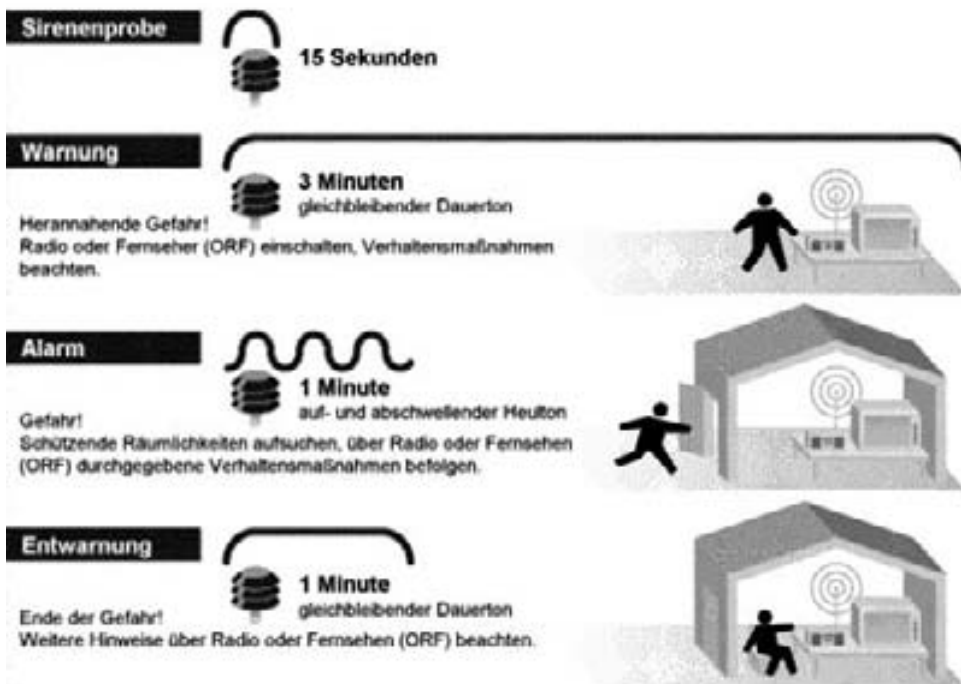 Sirenenprobe
15 Sekunden
Warnung
3 Minuten
gleichbleibender Dauerton
Herannahende Gefahr!
Radio oder Fernseher (ORF) einschalten, Verhaltensmaßnahmen
beachten.
Alarm
1 Minute
auf- und abschwellender Heulton
Gefahr!
Schützende Räumlichkeiten aufsuchen, über Radio oder Fernsehen
(ORF) durchgegebene Verhaltensmaßnahmen befolgen.
Entwarnung
1 Minute
gleichbleibender Dauerton
Ende der Gefahr!
Weitere Hinweise über Radio oder Fernsehen (ORF) beachten.